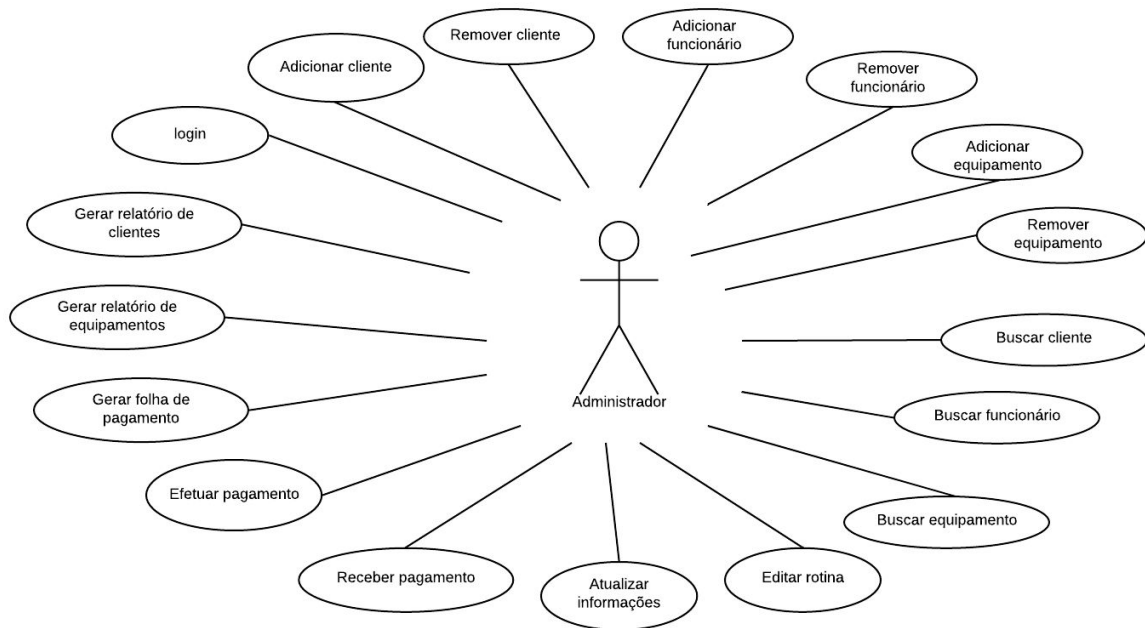 Remover cliente
Adicionar
funcionário
Adicionar cliente
Remover
funcionário
login
Adicionar
equipamento
Gerar relatório de
clientes
Remover
equipamento
Gerar relatório de
equipamentos
Buscar cliente
Gerar folha de
pagamento
Administrador
Buscar funcionário
Efetuar pagamento
Buscar equipamento
Receber pagamento
Atualizar
informações
Editar rotina